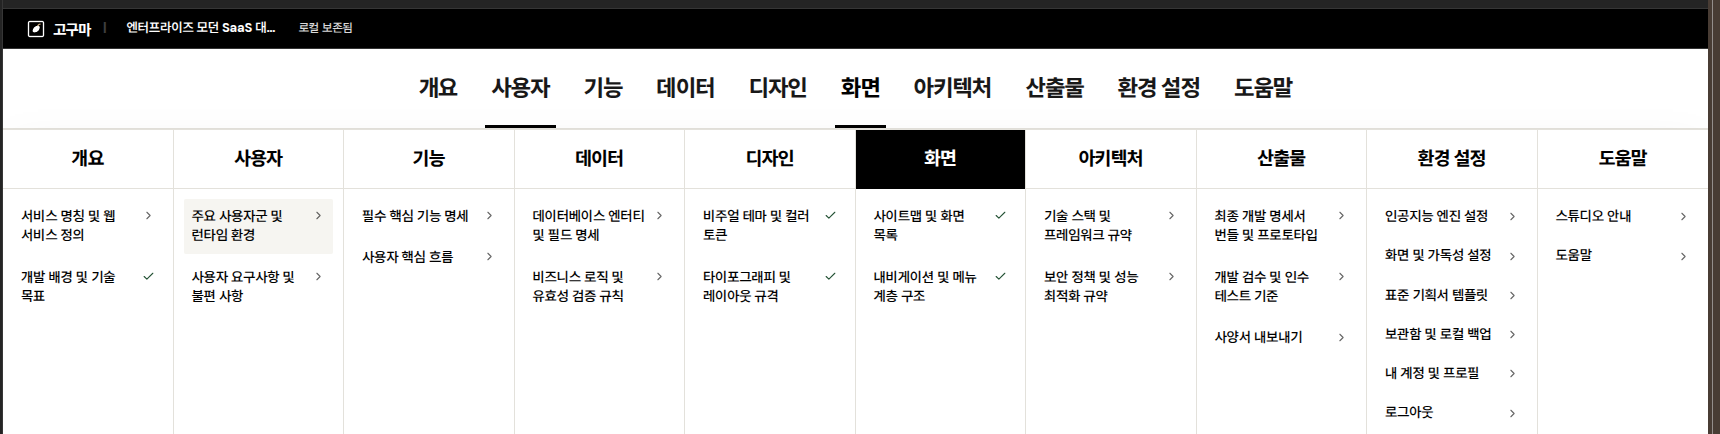 고구마 | 엔터프라이즈 모던 SaaS 대... 로컬 보존됨
개요 사용자 기능 데이터 디자인 화면 아키텍처 산출물 환경 설정 도움말
개요 사용자 기능 데이터 디자인 화면 아키텍처 산출물 환경 설정 도움말
서비스 명칭 및 웹
서비스 정의
개발 배경 및 기술
목표
주요 사용자군 및
런타임 환경
사용자 요구사항 및
불편 사항
필수 핵심 기능 명세
사용자 핵심 흐름
데이터베이스 엔터티
및 필드 명세
비즈니스 로직 및
유효성 검증 규칙
비주얼 테마 및 컬러
토큰
타이포그래피 및
레이아웃 규격
사이트맵 및 화면
목록
내비게이션 및 메뉴
계층 구조
기술 스택 및
프레임워크 규약
보안 정책 및 성능
최적화 규약
최종 개발 명세서
번들 및 프로토타입
개발 검수 및 인수
테스트 기준
사양서 내보내기
인공지능 엔진 설정
화면 및 가독성 설정
표준 기획서 템플릿
보관함 및 로컬 백업
내 계정 및 프로필
로그아웃
스튜디오 안내
도움말